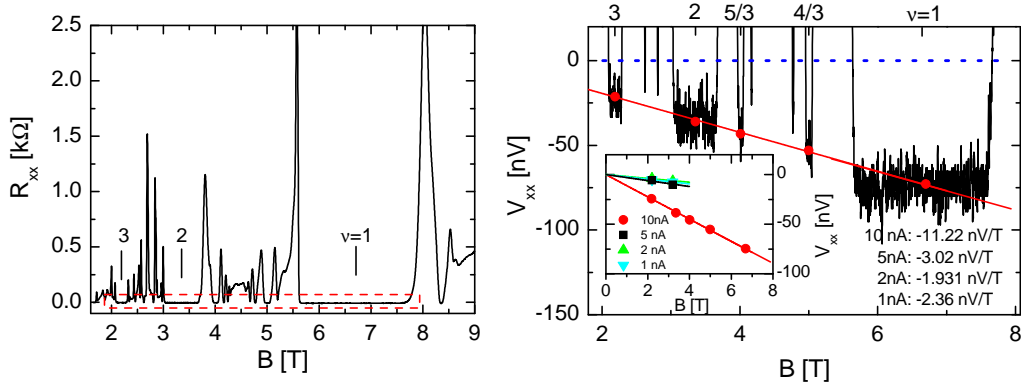 2.5
2.0
1.5
1.0
0.5
0.0
R_xx [kΩ]
3
2
ν=1
2
3
4
5
6
7
8
9
B [T]
3
2
5/3
4/3
ν=1
0
-50
-100
-150
V_xx [nV]
10nA
5 nA
2 nA
1 nA
0
2
4
6
8
B [T]
0
-50
-100
V_xx [nV]
10 nA: -11.22 nV/T
5nA: -3.02 nV/T
2nA: -1.931 nV/T
1nA: -2.36 nV/T
2
4
6
8
B [T]